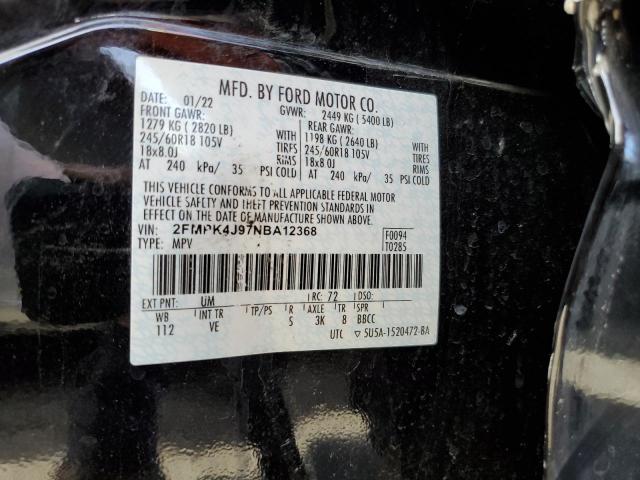 MFD. BY FORD MOTOR CO.
DATE: 01/22 GVWR: 2449 KG ( 5400 LB)
FRONT GAWR: REAR GAWR:
1279 KG ( 2820 LB) WITH 1198 KG ( 2640 LB) WITH
245/60R18 105V TIRES 245/60R18 105V TIRES
18x8.0J RIMS 18x8.0J RIMS
AT 240 kPa/ 35 PSI COLD AT 240 kPa/ 35 PSI COLD
THIS VEHICLE CONFORMS TO ALL APPLICABLE FEDERAL MOTOR
VEHICLE SAFETY AND THEFT PREVENTION STANDARDS IN
EFFECT ON THE DATE OF MANUFACTURE SHOWN ABOVE.
VIN: 2FMPK4J97NBA12368 F0094
TYPE: MPV T0285
EXT PNT: UM RC: 72 DSO:
WB INT TR TP/PS R AXLE TR SPR
112 VE S 3K 8 BBCC
UTC ▽5U5A-1520472-BA